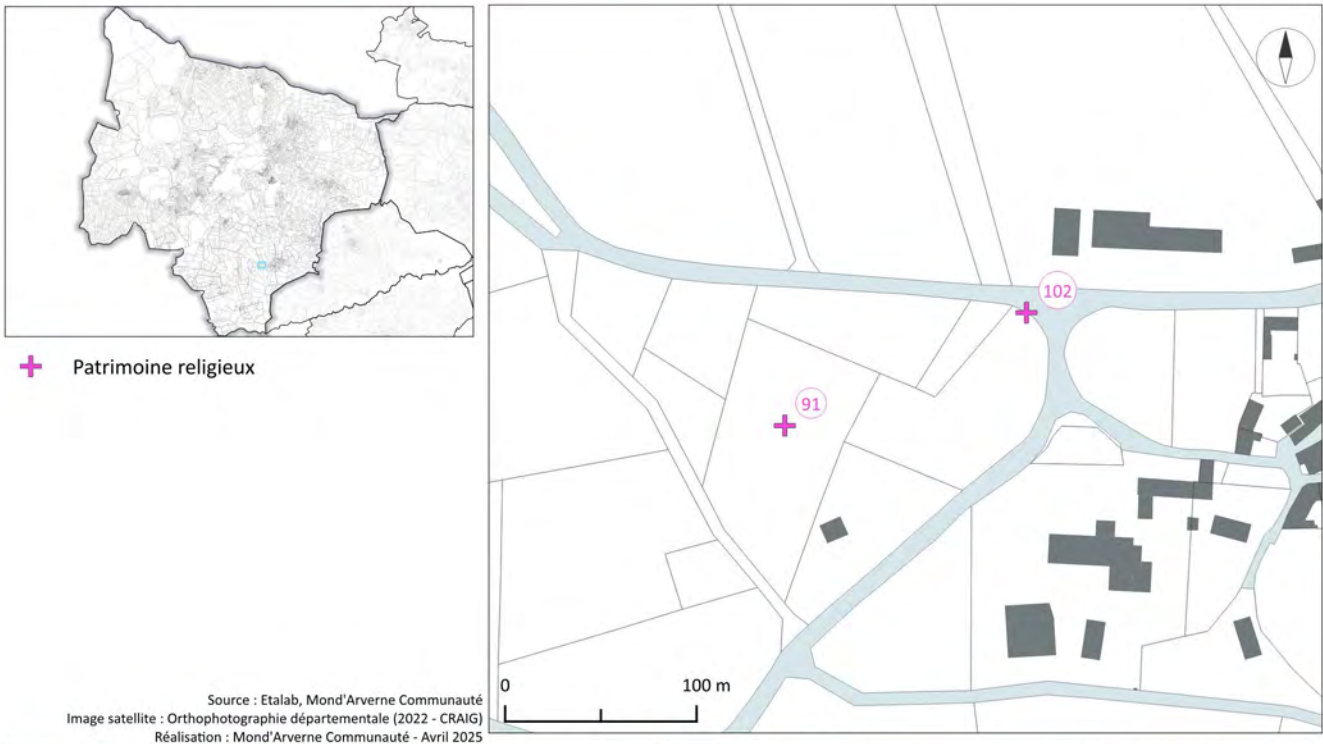 Patrimoine religieux
102
91
0 100 m
Source : Etalab, Mond'Arverne Communauté
Image satellite : Orthophotographie départementale (2022 - CRAIG)
Réalisation : Mond'Arverne Communauté - Avril 2025